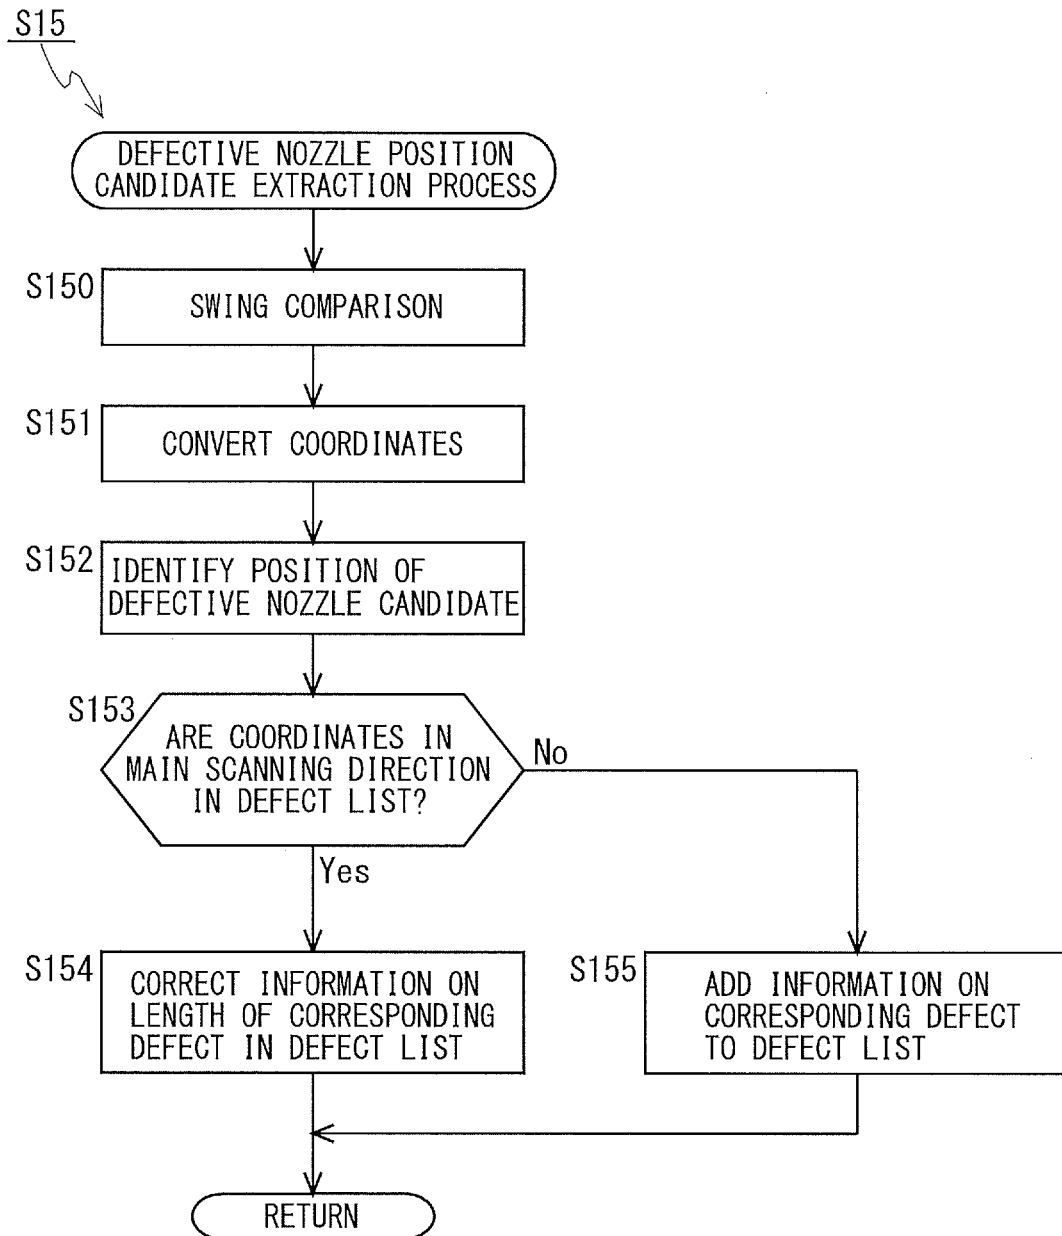 S15
DEFECTIVE NOZZLE POSITION
CANDIDATE EXTRACTION PROCESS
S150
SWING COMPARISON
S151
CONVERT COORDINATES
S152
IDENTIFY POSITION OF
DEFECTIVE NOZZLE CANDIDATE
S153
ARE COORDINATES IN
MAIN SCANNING DIRECTION
IN DEFECT LIST?
No
Yes
S154
CORRECT INFORMATION ON
LENGTH OF CORRESPONDING
DEFECT IN DEFECT LIST
S155
ADD INFORMATION ON
CORRESPONDING DEFECT
TO DEFECT LIST
RETURN